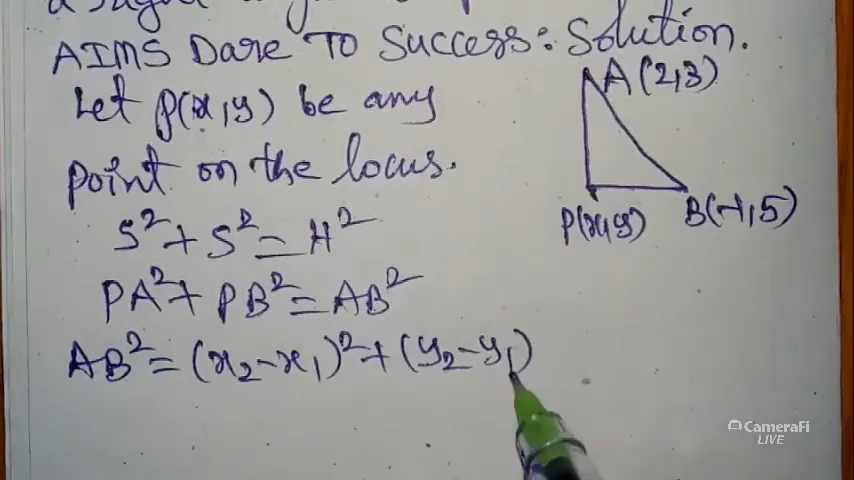 AIMS Dare To Success: Solution.
Let P(x,y) be any
point on the locus.
S²+S²=H²
PA²+PB²=AB²
AB²=(x₂-x₁)²+(y₂-y₁)
A(2,3)
P(x,y)
B(-1,5)
CameraFi
LIVE